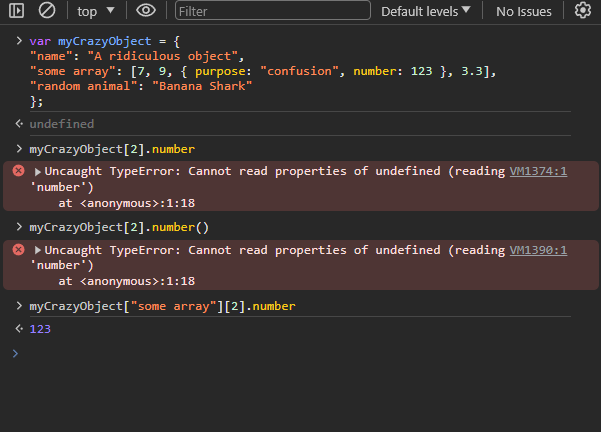 top ▼ Filter Default levels ▼ No Issues
> var myCrazyObject = {
"name": "A ridiculous object",
"some array": [7, 9, { purpose: "confusion", number: 123 }, 3.3],
"random animal": "Banana Shark"
};
undefined
> myCrazyObject[2].number
▶Uncaught TypeError: Cannot read properties of undefined (reading VM1374:1
'number')
at <anonymous>:1:18
> myCrazyObject[2].number()
▶Uncaught TypeError: Cannot read properties of undefined (reading VM1390:1
'number')
at <anonymous>:1:18
> myCrazyObject["some array"][2].number
123
>